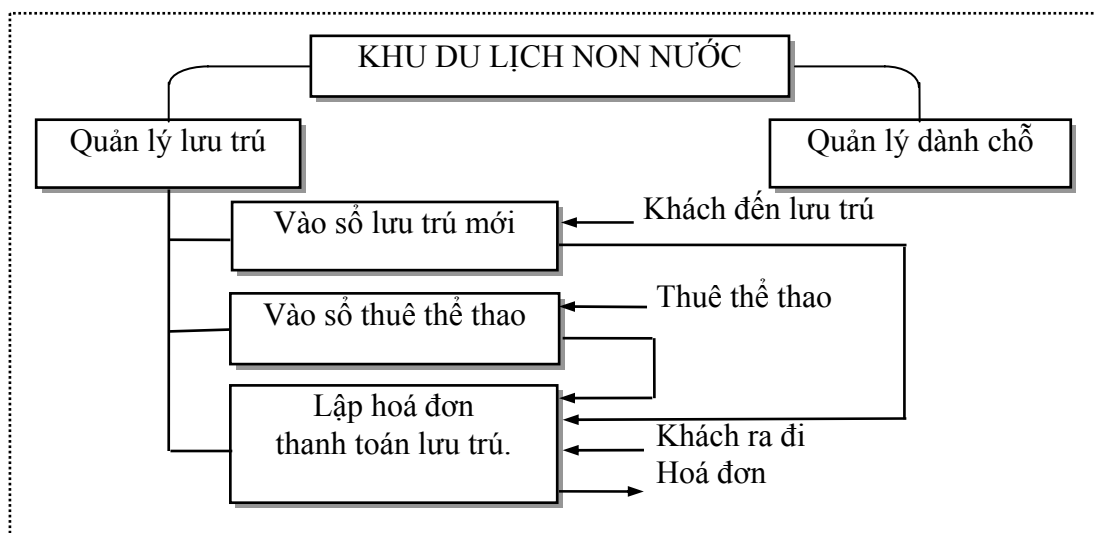 KHU DU LỊCH NON NƯỚC
Quản lý lưu trú
Quản lý dành chỗ
Vào sổ lưu trú mới
Khách đến lưu trú
Vào sổ thuê thể thao
Thuê thể thao
Lập hoá đơn
thanh toán lưu trú.
Khách ra đi
Hoá đơn